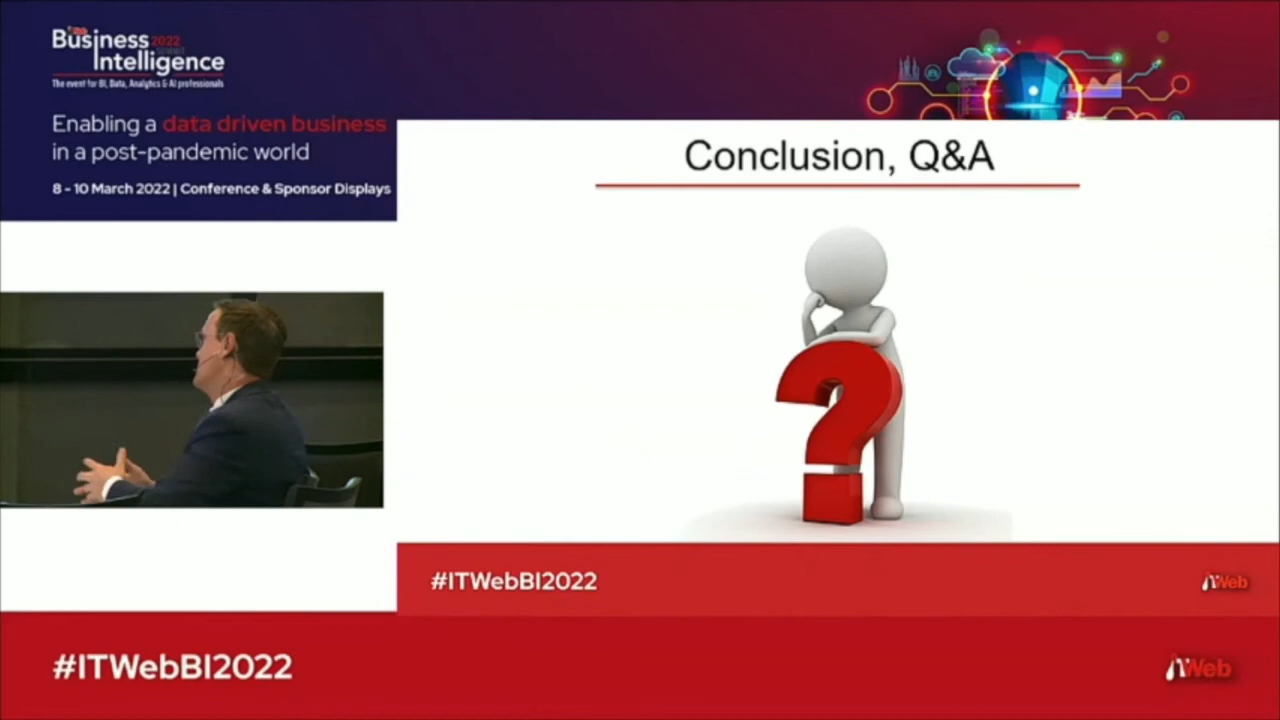 Business 2022
Intelligence
The event for BI, Data, Analytics & AI professionals
Enabling a data driven business
in a post-pandemic world
8 - 10 March 2022 | Conference & Sponsor Displays
Conclusion, Q&A
?
#ITWebBI2022
ITWeb
#ITWebBI2022
ITWeb